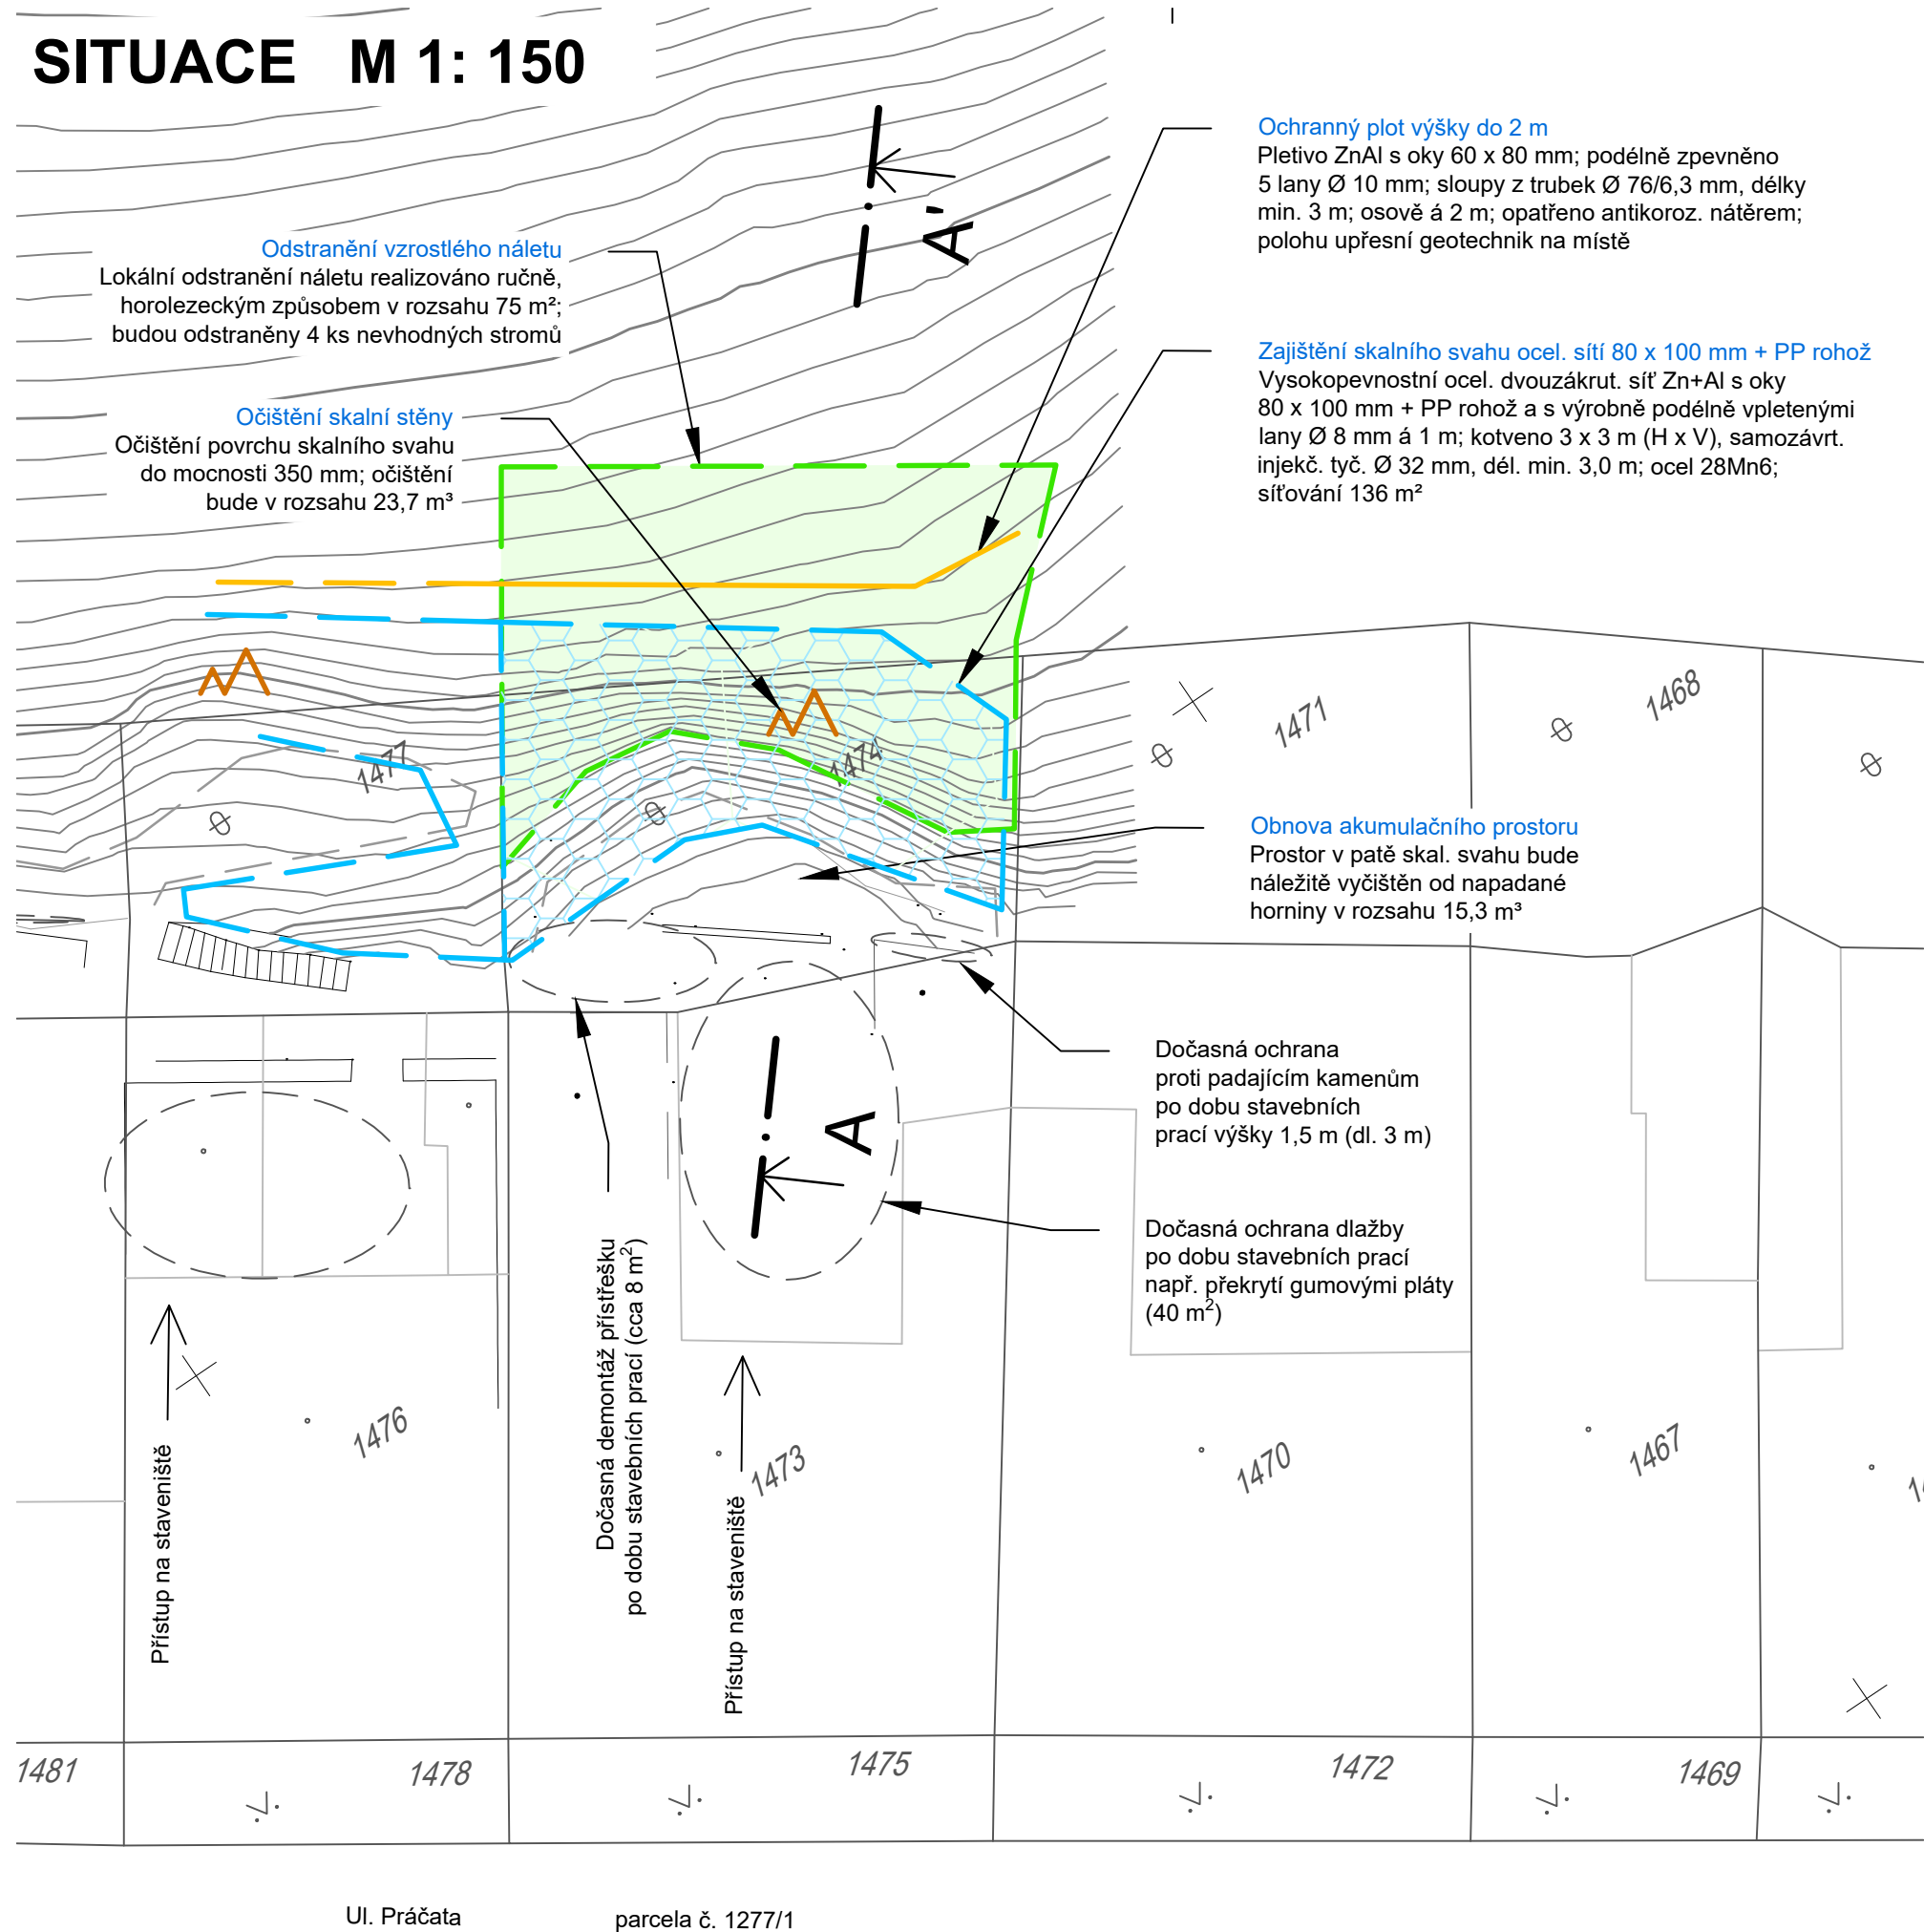 SITUACE M 1: 150
Ochranný plot výšky do 2 m
Pletivo ZnAl s oky 60 x 80 mm; podélně zpevněno
5 lany Ø 10 mm; sloupy z trubek Ø 76/6,3 mm, délky
min. 3 m; osově á 2 m; opatřeno antikoroz. nátěrem;
polohu upřesní geotechnik na místě
A'
Odstranění vzrostlého náletu
Lokální odstranění náletu realizováno ručně,
horolezeckým způsobem v rozsahu 75 m²;
budou odstraněny 4 ks nevhodných stromů
Zajištění skalního svahu ocel. sítí 80 x 100 mm + PP rohož
Vysokopevnostní ocel. dvouzákrut. síť Zn+Al s oky
80 x 100 mm + PP rohož a s výrobně podélně vpletenými
lany Ø 8 mm á 1 m; kotveno 3 x 3 m (H x V), samozávrt.
injekč. tyč. Ø 32 mm, dél. min. 3,0 m; ocel 28Mn6;
síťování 136 m²
Očištění skalní stěny
Očištění povrchu skalního svahu
do mocnosti 350 mm; očištění
bude v rozsahu 23,7 m³
1471
1468
1477
1474
Obnova akumulačního prostoru
Prostor v patě skal. svahu bude
náležitě vyčištěn od napadané
horniny v rozsahu 15,3 m³
Dočasná ochrana
proti padajícím kamenům
po dobu stavebních
prací výšky 1,5 m (dl. 3 m)
A
Dočasná ochrana dlažby
po dobu stavebních prací
např. překrytí gumovými pláty
(40 m²)
Dočasná demontáž přístřešku
po dobu stavebních prací (cca 8 m²)
Přístup na staveniště
Přístup na staveniště
1476
1473
1470
1467
1481
1478
1475
1472
1469
Ul. Práčata
parcela č. 1277/1